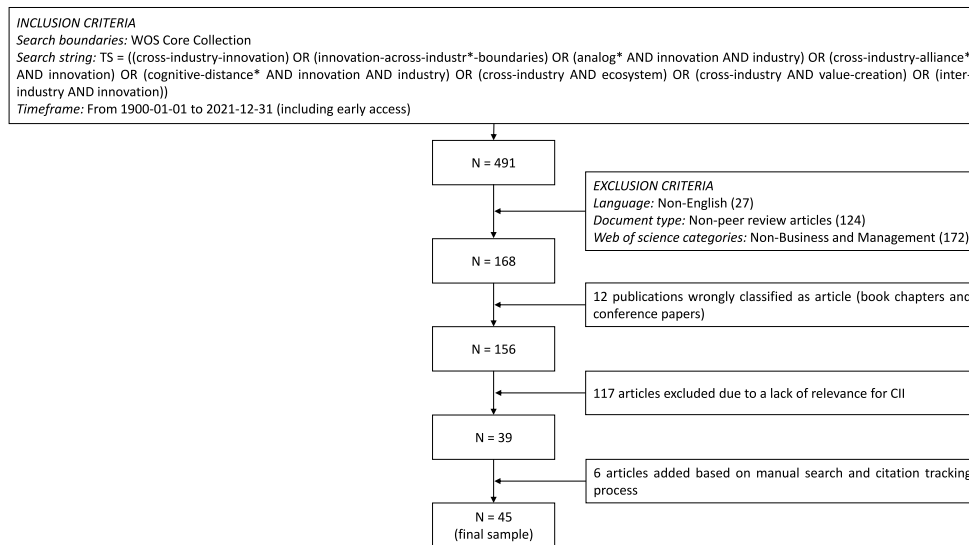 INCLUSION CRITERIA
Search boundaries: WOS Core Collection
Search string: TS = ((cross-industry-innovation) OR (innovation-across-industr*-boundaries) OR (analog* AND innovation AND industry) OR (cross-industry-alliance*
AND innovation) OR (cognitive-distance* AND innovation AND industry) OR (cross-industry AND ecosystem) OR (cross-industry AND value-creation) OR (inter-
industry AND innovation))
Timeframe: From 1900-01-01 to 2021-12-31 (including early access)
N = 491
EXCLUSION CRITERIA
Language: Non-English (27)
Document type: Non-peer review articles (124)
Web of science categories: Non-Business and Management (172)
N = 168
12 publications wrongly classified as article (book chapters and
conference papers)
N = 156
117 articles excluded due to a lack of relevance for CII
N = 39
6 articles added based on manual search and citation tracking
process
N = 45
(final sample)